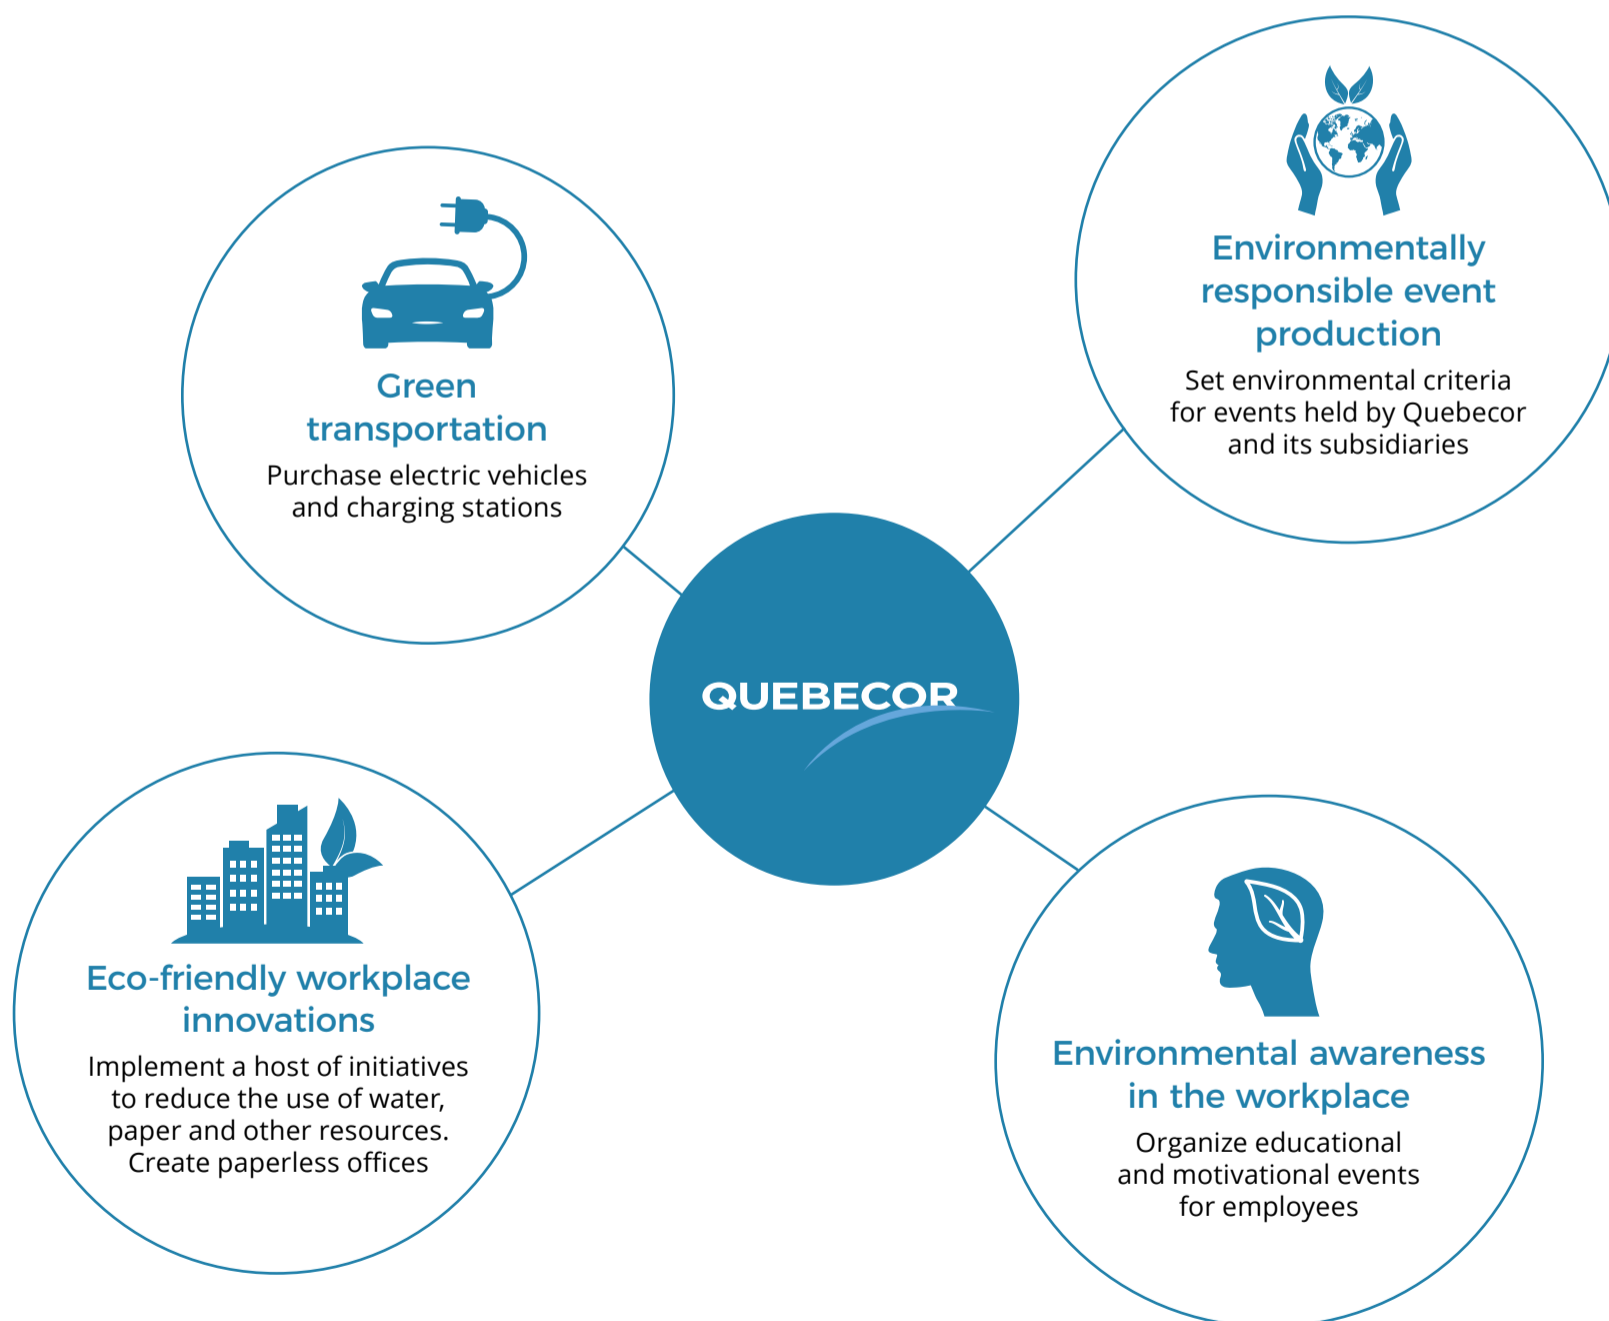 Green
transportation
Purchase electric vehicles
and charging stations
Environmentally
responsible event
production
Set environmental criteria
for events held by Quebecor
and its subsidiaries
QUEBECOR
Eco-friendly workplace
innovations
Implement a host of initiatives
to reduce the use of water,
paper and other resources.
Create paperless offices
Environmental awareness
in the workplace
Organize educational
and motivational events
for employees